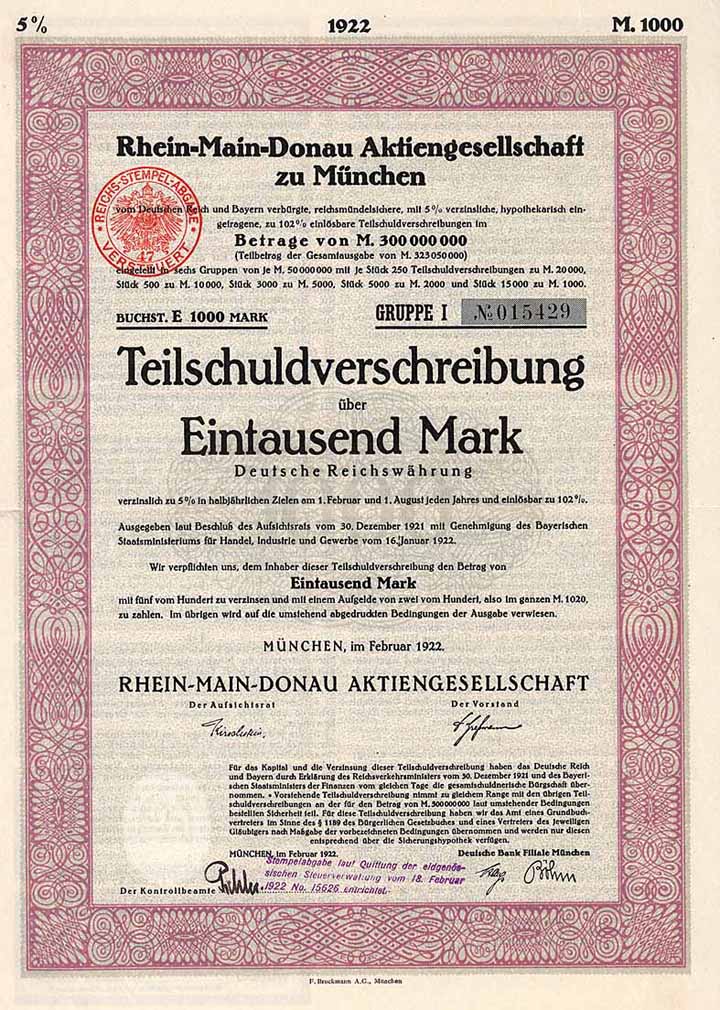 5% 1922 M. 1000
Rhein-Main-Donau Aktiengesellschaft
zu München
REICHS-STEMPEL-ABGABE
47
VERSTEUERT
vom Deutschen Reich und Bayern verbürgte, reichsmündelsichere, mit 5% verzinsliche, hypothekarisch ein-
getragene, zu 102% einlösbare Teilschuldverschreibungen im
Betrage von M. 300 000 000
(Teilbetrag der Gesamtausgabe von M. 323 050 000)
eingeteilt in sechs Gruppen von je M. 50 000 000 mit je Stück 250 Teilschuldverschreibungen zu M. 20 000,
Stück 500 zu M. 10 000, Stück 3000 zu M. 5000, Stück 5000 zu M. 2000 und Stück 15 000 zu M. 1000.
BUCHST. E 1000 MARK GRUPPE I № 015429
Teilschuldverschreibung
über
Eintausend Mark
Deutsche Reichswährung
verzinslich zu 5% in halbjährlichen Zielen am 1. Februar und 1. August jeden Jahres und einlösbar zu 102%.
Ausgegeben laut Beschluß des Aufsichtsrats vom 30. Dezember 1921 mit Genehmigung des Bayerischen
Staatsministeriums für Handel, Industrie und Gewerbe vom 16. Januar 1922.
Wir verpflichten uns, dem Inhaber dieser Teilschuldverschreibung den Betrag von
Eintausend Mark
mit fünf vom Hundert zu verzinsen und mit einem Aufgelde von zwei vom Hundert, also im ganzen M. 1020,
zu zahlen. Im übrigen wird auf die umstehend abgedruckten Bedingungen der Ausgabe verwiesen.
MÜNCHEN, im Februar 1922.
RHEIN-MAIN-DONAU AKTIENGESELLSCHAFT
Der Aufsichtsrat Der Vorstand
Für das Kapital und die Verzinsung dieser Teilschuldverschreibung haben das Deutsche Reich
und Bayern durch Erklärung des Reichsverkehrsministers vom 30. Dezember 1921 und des Bayeri-
schen Staatsministers der Finanzen vom gleichen Tage die gesamtschuldnerische Bürgschaft über-
nommen. • Vorstehende Teilschuldverschreibung nimmt zu gleichem Range mit den übrigen Teil-
schuldverschreibungen an der für den Betrag von M. 300 000 000 laut umstehender Bedingungen
bestellten Sicherheit teil. Für diese Teilschuldverschreibung haben wir das Amt eines Grundbuch-
vertreters im Sinne des § 1189 des Bürgerlichen Gesetzbuches und eines Vertreters des jeweiligen
Gläubigers nach Maßgabe der vorbezeichneten Bedingungen übernommen und werden nur diesen
entsprechend über die Sicherungshypothek verfügen.
MÜNCHEN, im Februar 1922. Deutsche Bank Filiale München
Stempelabgabe laut Quittung der eidgenös-
sischen Steuerverwaltung vom 18. Februar
1922 No. 15626 entrichtet.
Der Kontrollbeamte
Böhm
F. Bruckmann A.G., München